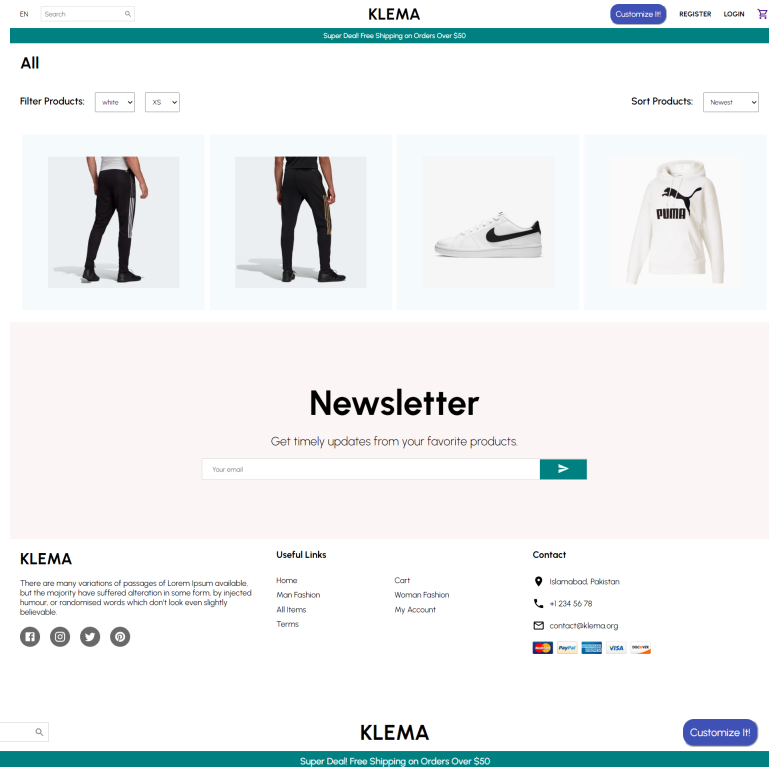 EN
Search
KLEMA
Customize It!
REGISTER
LOGIN
Super Deal! Free Shipping on Orders Over $50
All
Filter Products:
white
XS
Sort Products:
Newest
PUMA
Newsletter
Get timely updates from your favorite products.
Your email
KLEMA
There are many variations of passages of Lorem Ipsum available,
but the majority have suffered alteration in some form, by injected
humour, or randomised words which don't look even slightly
believable.
Useful Links
Home
Cart
Man Fashion
Woman Fashion
All Items
My Account
Terms
Contact
Islamabad, Pakistan
+1 234 56 78
contact@klema.org
PayPal
VISA
DISCOVER
KLEMA
Customize It!
Super Deal! Free Shipping on Orders Over $50